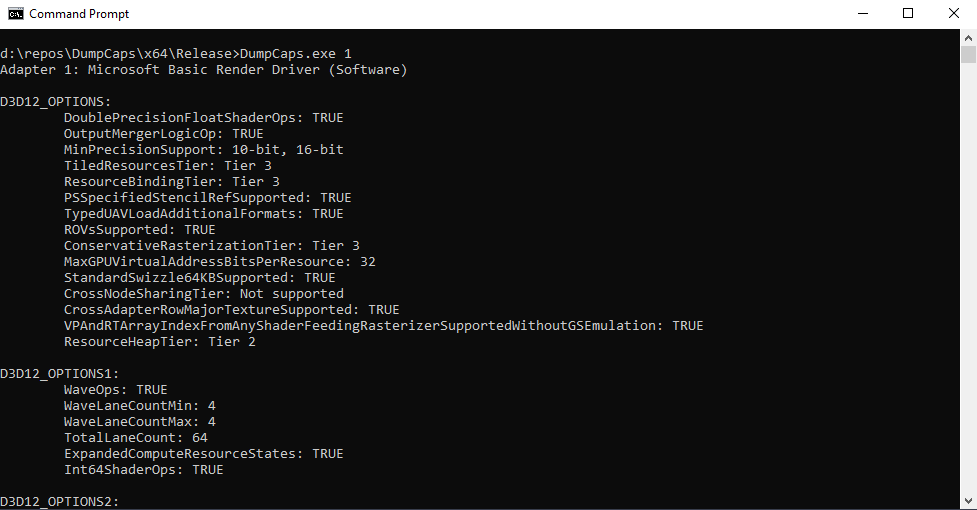 Command Prompt
d:\repos\DumpCaps\x64\Release>DumpCaps.exe 1
Adapter 1: Microsoft Basic Render Driver (Software)
D3D12_OPTIONS:
DoublePrecisionFloatShaderOps: TRUE
OutputMergerLogicOp: TRUE
MinPrecisionSupport: 10-bit, 16-bit
TiledResourcesTier: Tier 3
ResourceBindingTier: Tier 3
PSSpecifiedStencilRefSupported: TRUE
TypedUAVLoadAdditionalFormats: TRUE
ROVsSupported: TRUE
ConservativeRasterizationTier: Tier 3
MaxGPUVirtualAddressBitsPerResource: 32
StandardSwizzle64KBSupported: TRUE
CrossNodeSharingTier: Not supported
CrossAdapterRowMajorTextureSupported: TRUE
VPAndRTArrayIndexFromAnyShaderFeedingRasterizerSupportedWithoutGSEmulation: TRUE
ResourceHeapTier: Tier 2
D3D12_OPTIONS1:
WaveOps: TRUE
WaveLaneCountMin: 4
WaveLaneCountMax: 4
TotalLaneCount: 64
ExpandedComputeResourceStates: TRUE
Int64ShaderOps: TRUE
D3D12_OPTIONS2: